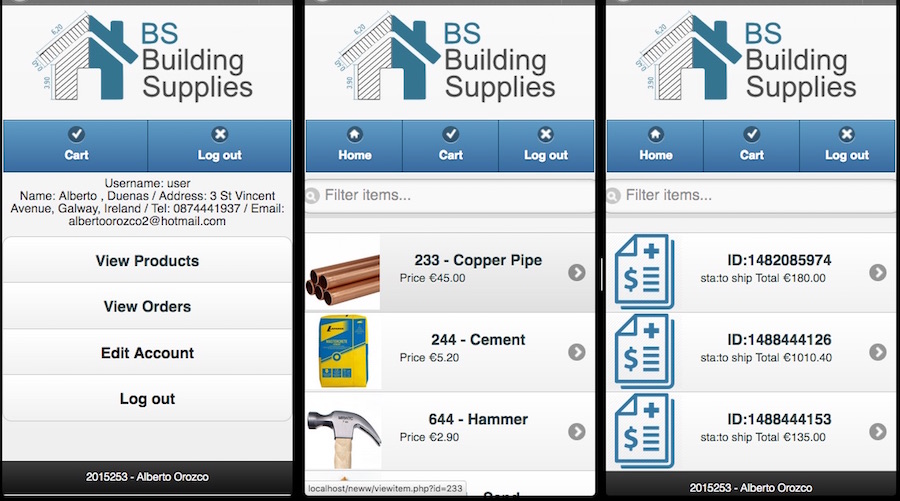 6,20
3,90
BS
Building
Supplies
Cart
Log out
Username: user
Name: Alberto , Duenas / Address: 3 St Vincent
Avenue, Galway, Ireland / Tel: 0874441937 / Email:
albertoorozco2@hotmail.com
View Products
View Orders
Edit Account
Log out
2015253 - Alberto Orozco
6,20
3,90
BS
Building
Supplies
Home
Cart
Log out
Filter items...
233 - Copper Pipe
Price €45.00
244 - Cement
Price €5.20
644 - Hammer
Price €2.90
localhost/neww/viewitem.php?id=233
6,20
3,90
BS
Building
Supplies
Home
Cart
Log out
Filter items...
ID:1482085974
sta:to ship Total €180.00
ID:1488444126
sta:to ship Total €1010.40
ID:1488444153
sta:to ship Total €135.00
2015253 - Alberto Orozco